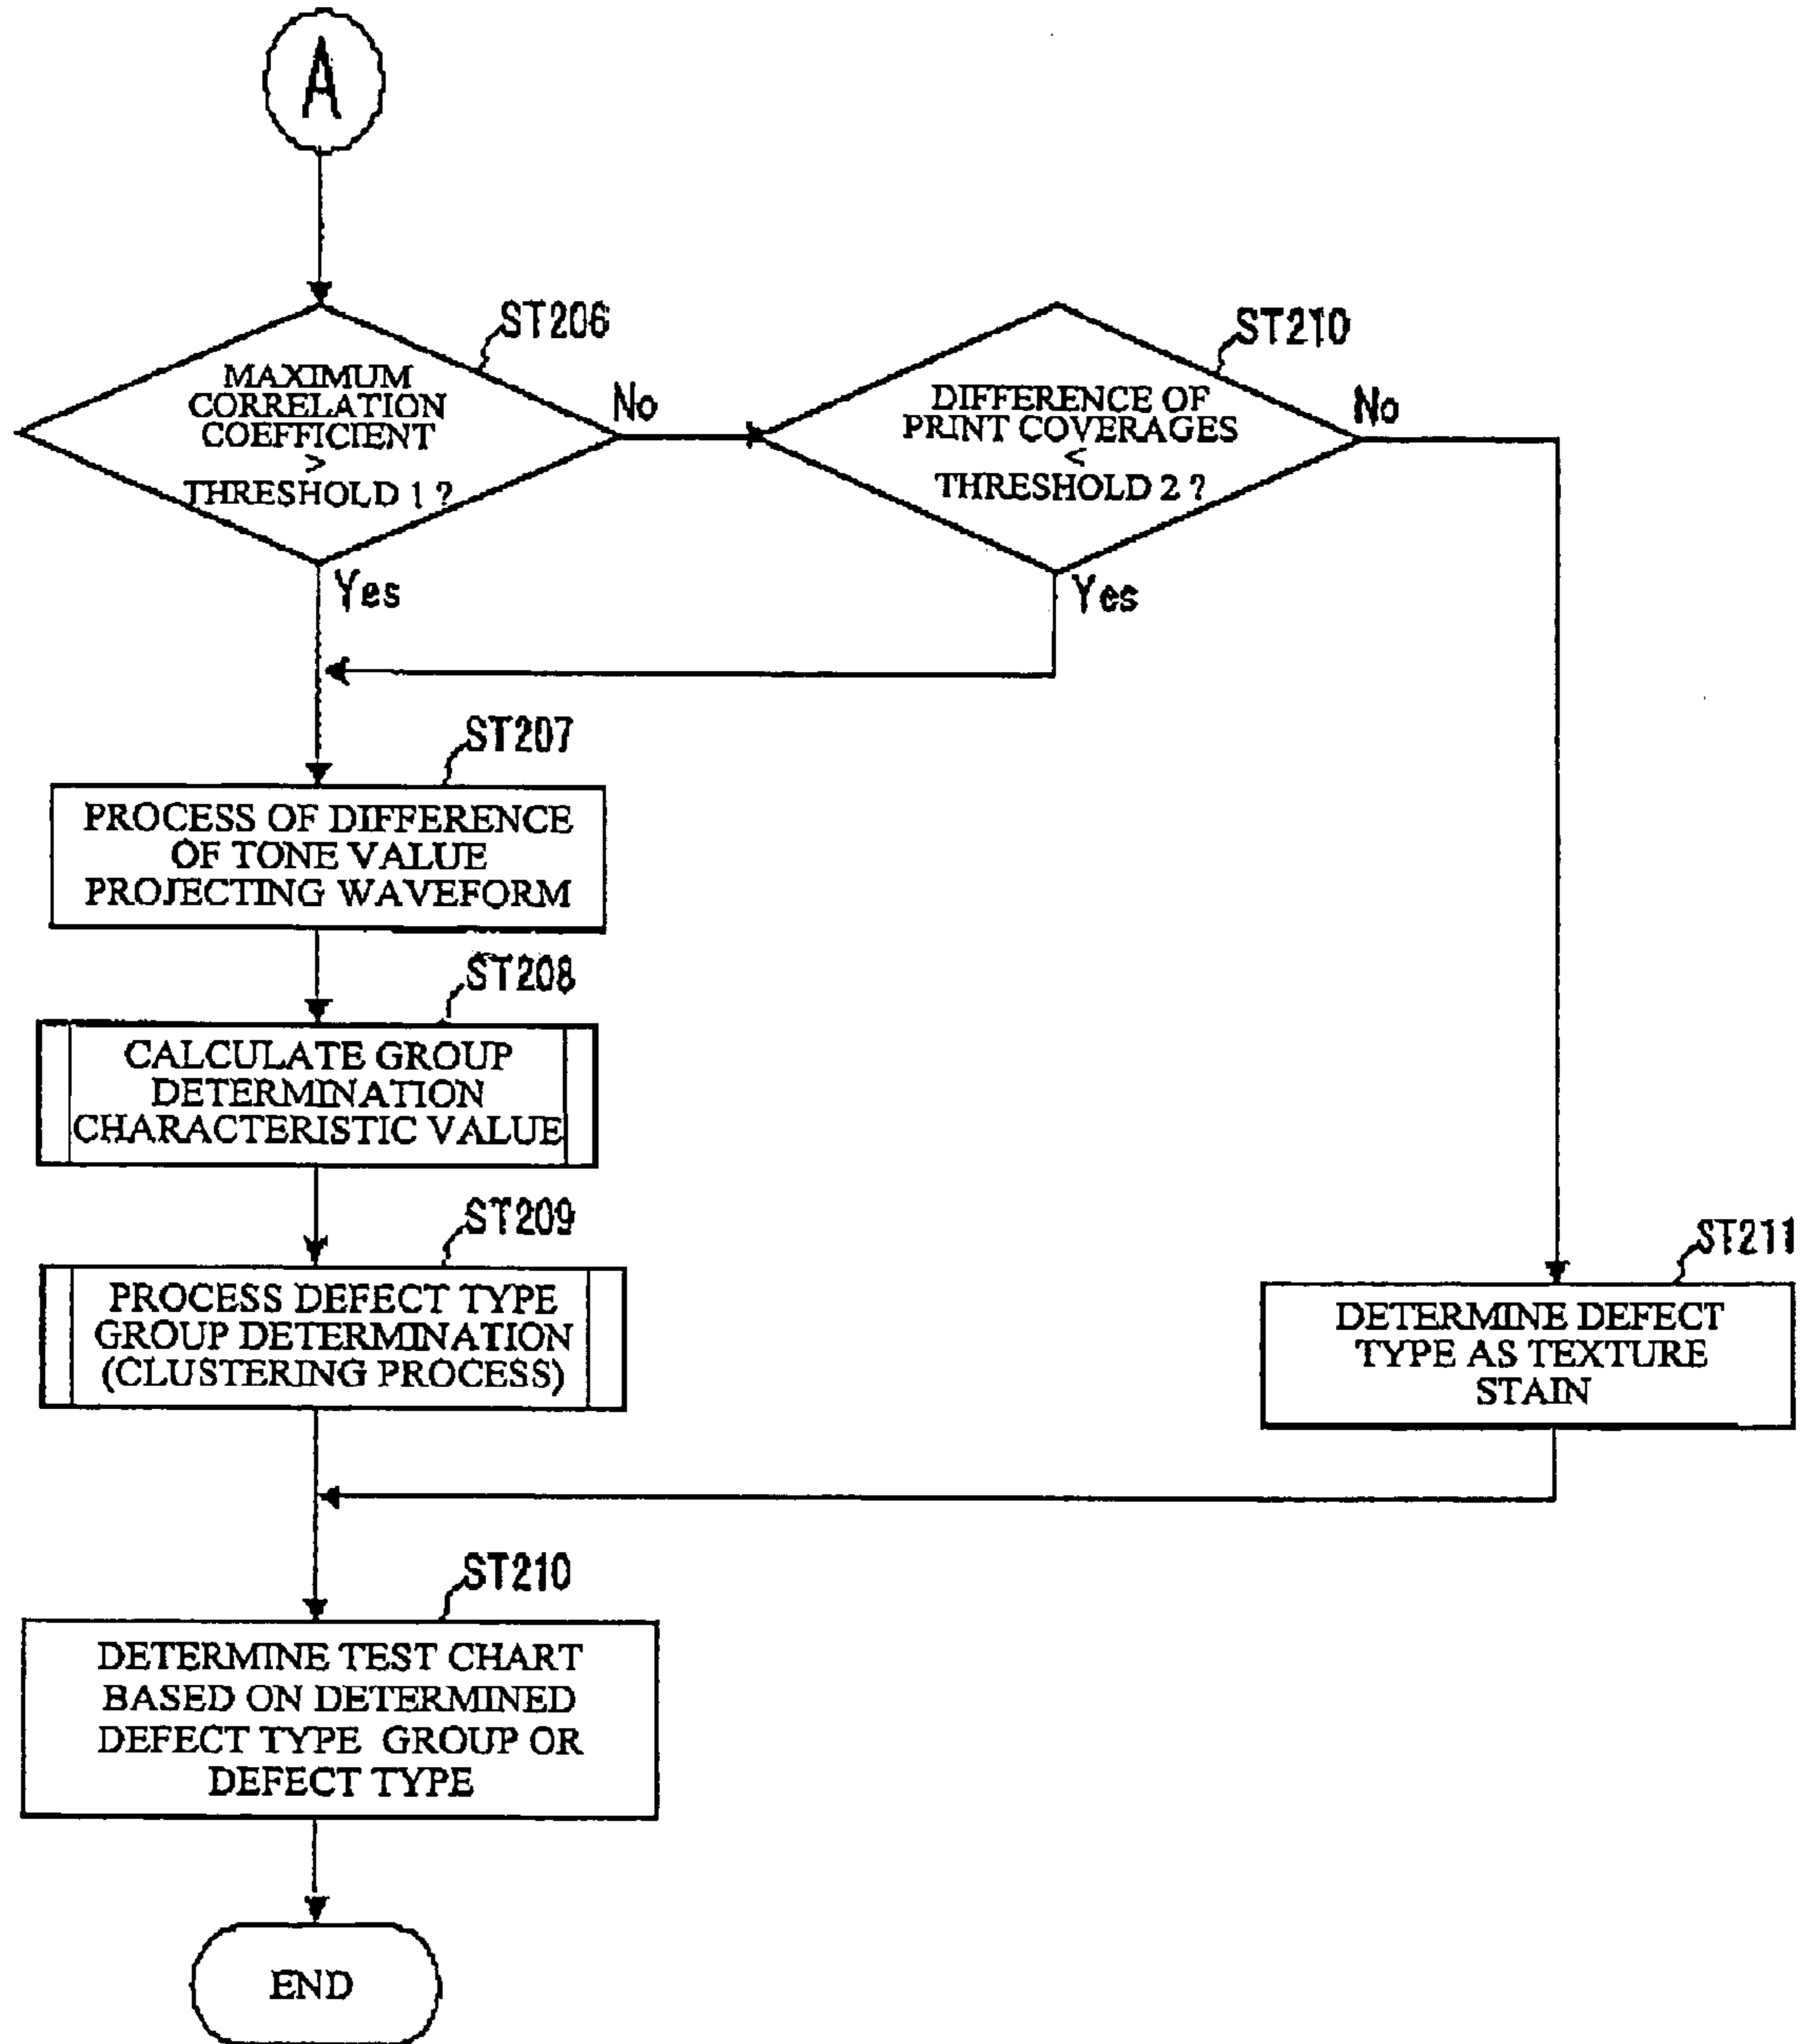 A
ST206
MAXIMUM
CORRELATION
COEFFICIENT
>
THRESHOLD 1 ?
No
Yes
ST210
DIFFERENCE OF
PRINT COVERAGES
<
THRESHOLD 2 ?
No
Yes
ST207
PROCESS OF DIFFERENCE
OF TONE VALUE
PROJECTING WAVEFORM
ST208
CALCULATE GROUP
DETERMINATION
CHARACTERISTIC VALUE
ST209
PROCESS DEFECT TYPE
GROUP DETERMINATION
(CLUSTERING PROCESS)
ST211
DETERMINE DEFECT
TYPE AS TEXTURE
STAIN
ST210
DETERMINE TEST CHART
BASED ON DETERMINED
DEFECT TYPE GROUP OR
DEFECT TYPE
END